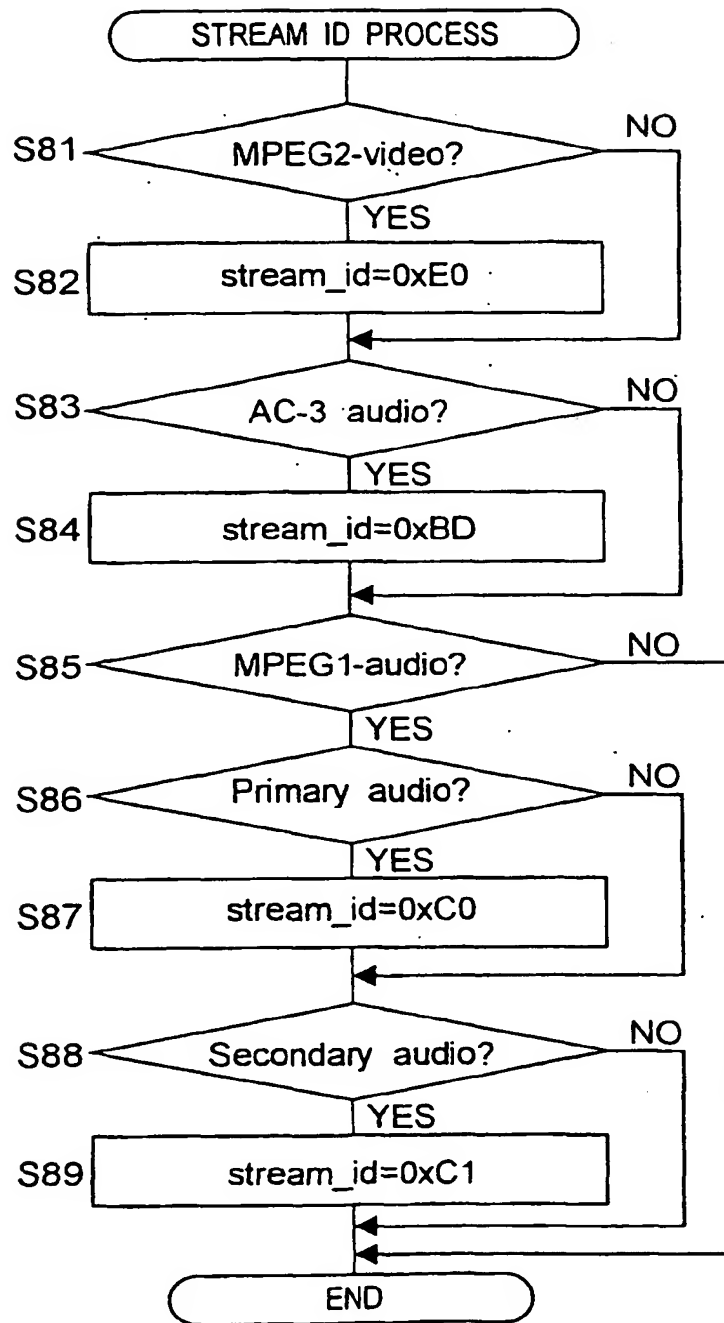 STREAM ID PROCESS
S81 MPEG2-video? NO
YES
S82 stream_id=0xE0
S83 AC-3 audio? NO
YES
S84 stream_id=0xBD
S85 MPEG1-audio? NO
YES
S86 Primary audio? NO
YES
S87 stream_id=0xC0
S88 Secondary audio? NO
YES
S89 stream_id=0xC1
END